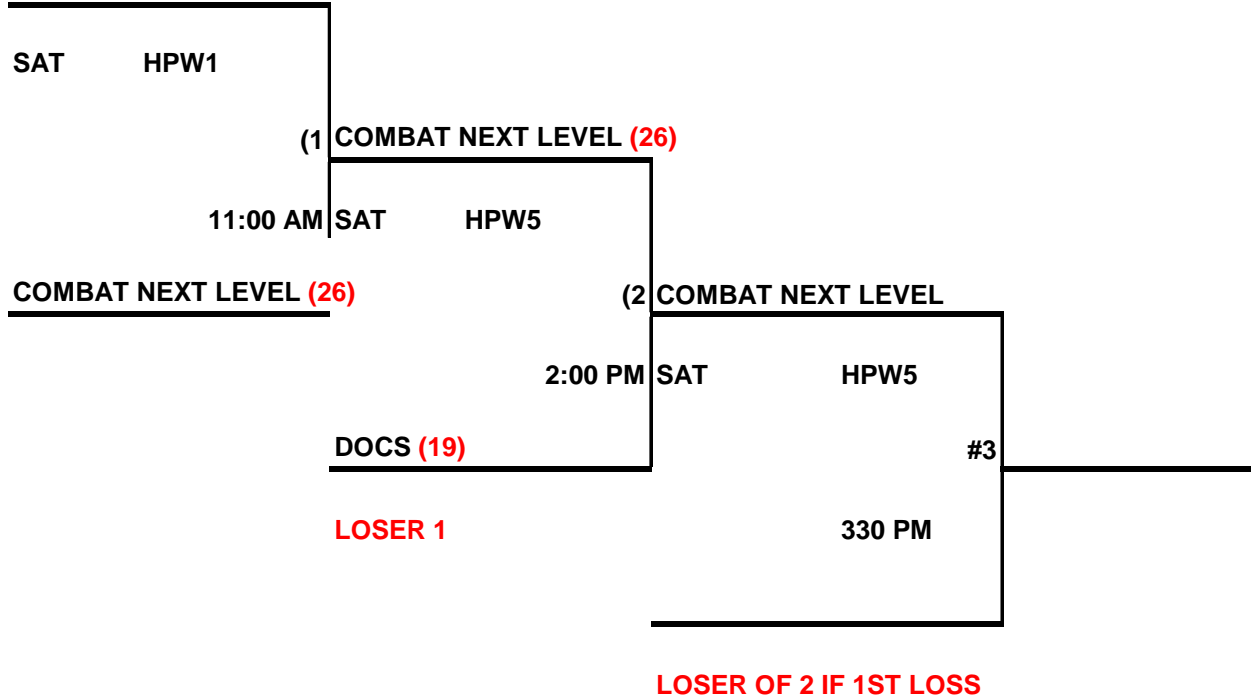 SAT HPW1
(1 COMBAT NEXT LEVEL (26)
11:00 AM SAT HPW5
COMBAT NEXT LEVEL (26)
(2 COMBAT NEXT LEVEL
2:00 PM SAT HPW5
DOCS (19)
#3
LOSER 1
330 PM
LOSER OF 2 IF 1ST LOSS